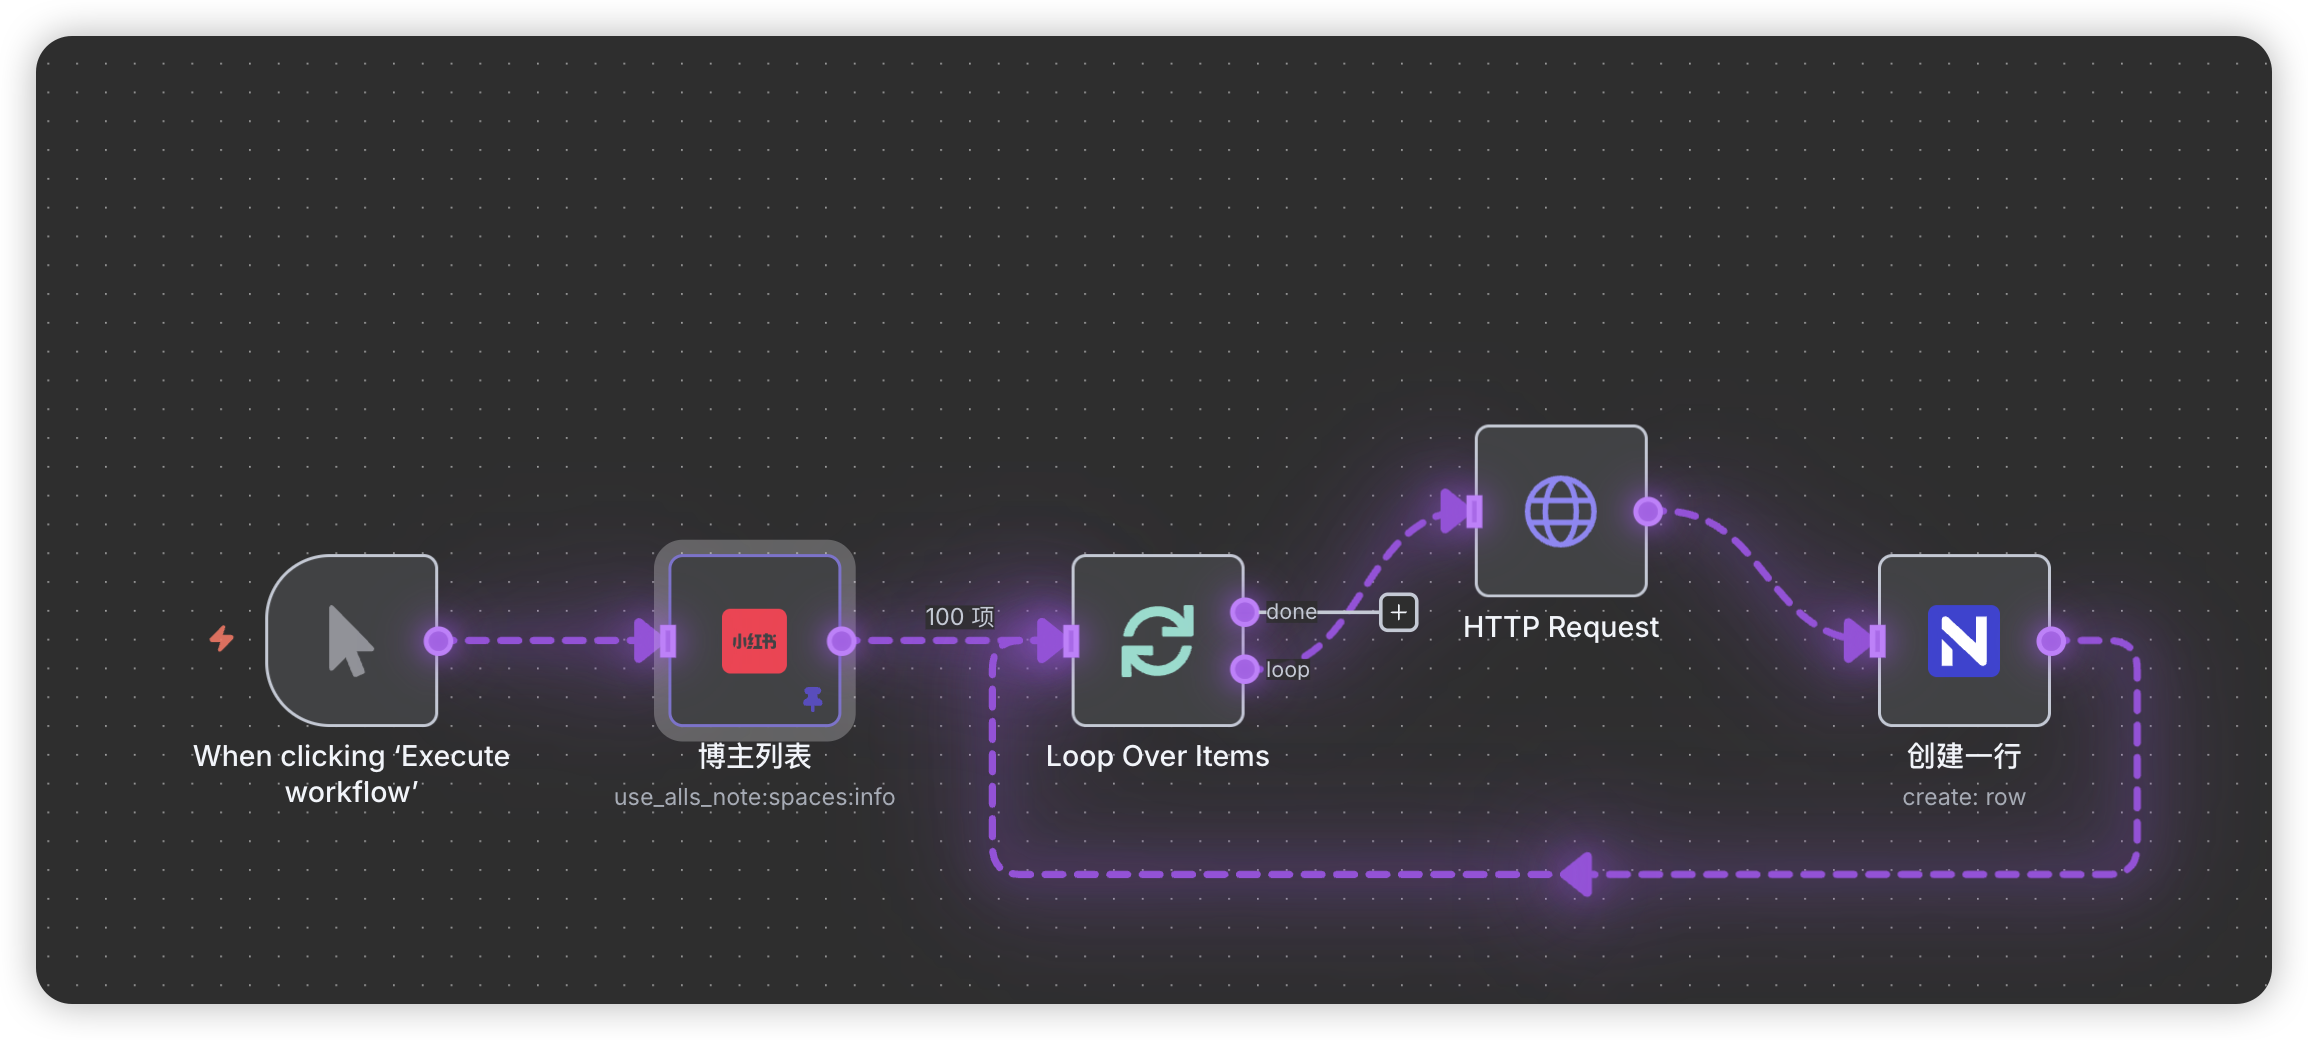 When clicking ‘Execute
workflow’
小红书
博主列表
use_alls_note:spaces:info
100 项
Loop Over Items
done
loop
HTTP Request
创建一行
create: row